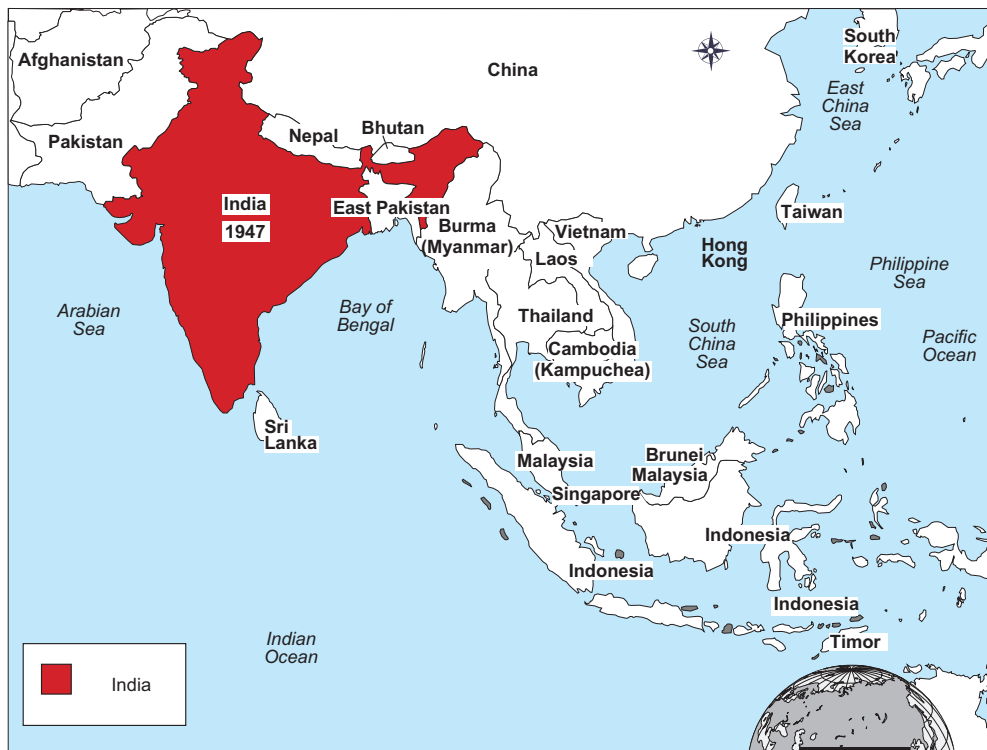 South
Korea
Afghanistan
China
East
China
Sea
Pakistan
Nepal
Bhutan
India
1947
East Pakistan
Taiwan
Burma
(Myanmar)
Vietnam
Laos
Hong
Kong
Philippine
Sea
Arabian
Sea
Bay of
Bengal
Thailand
South
China
Sea
Philippines
Pacific
Ocean
Cambodia
(Kampuchea)
Sri
Lanka
Malaysia
Brunei
Malaysia
Singapore
Indonesia
Indonesia
Indonesia
Timor
Indian
Ocean
India